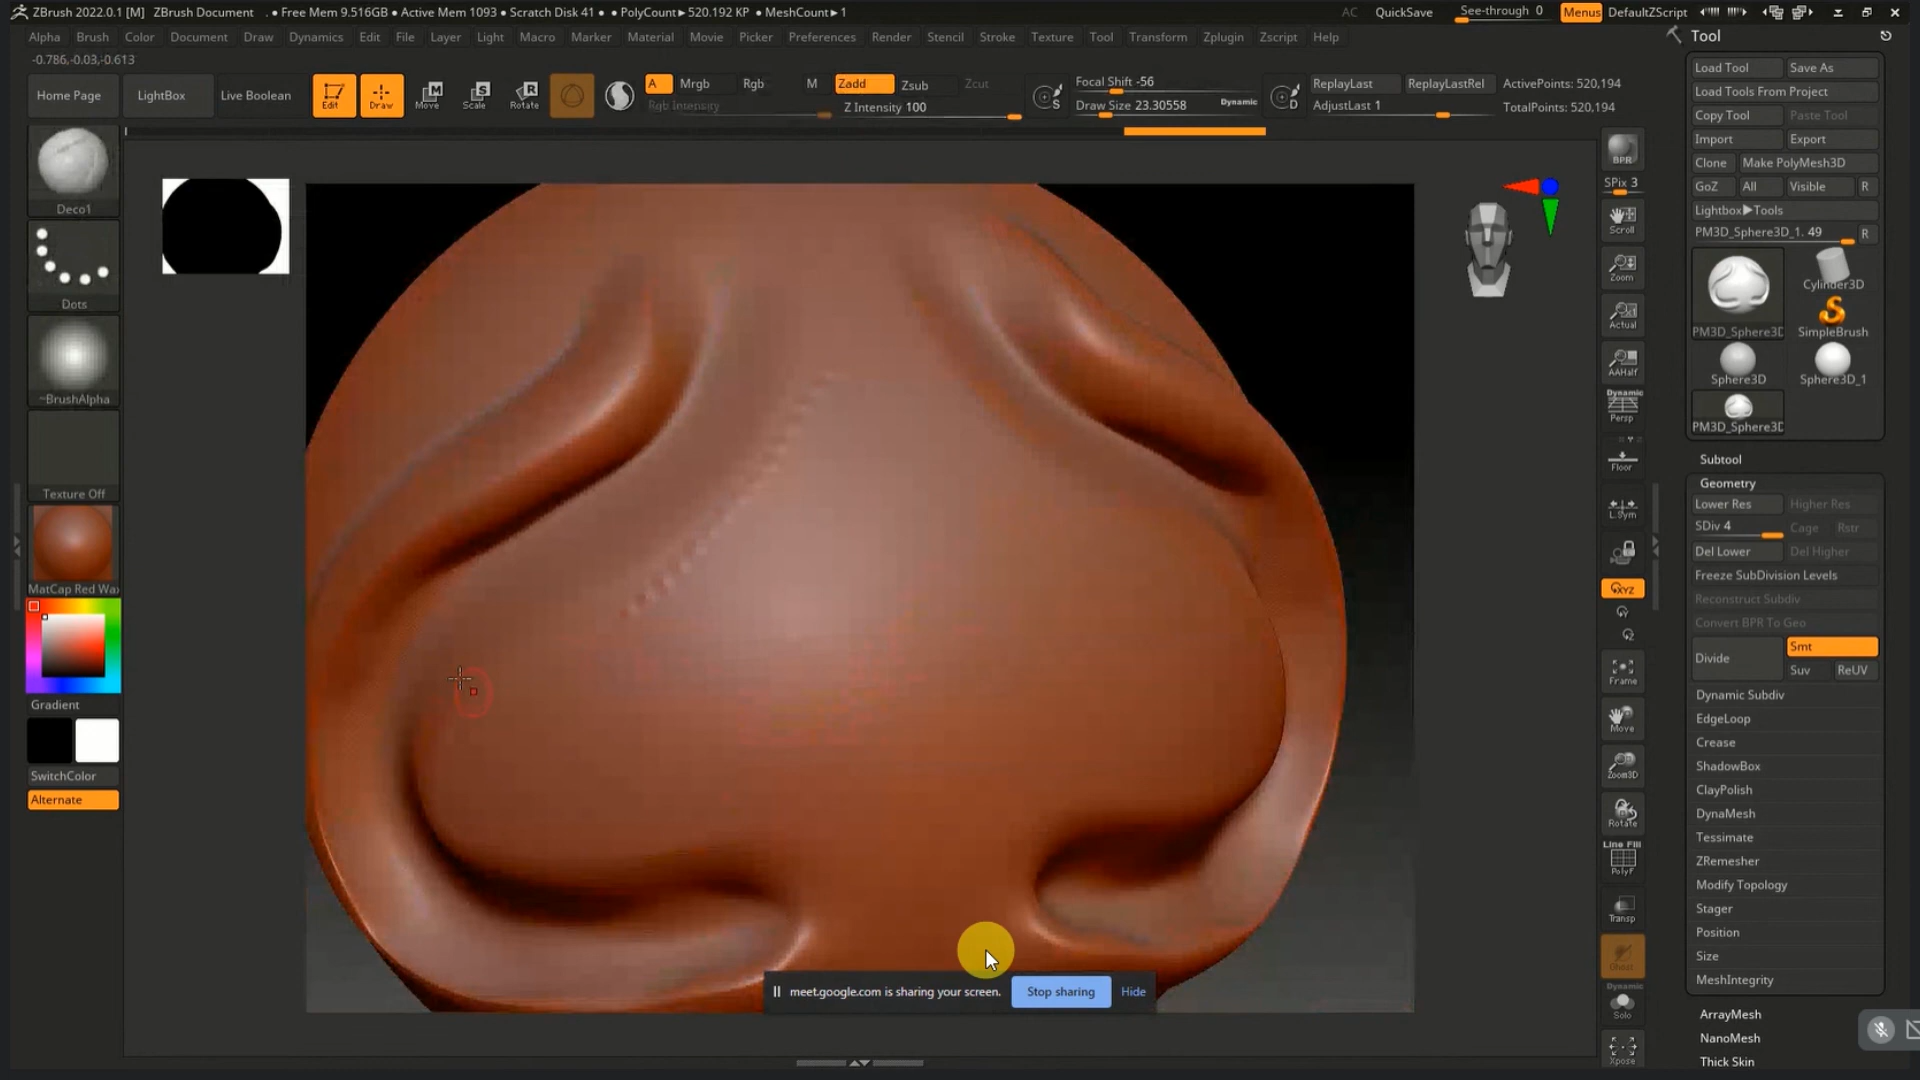 ZBrush 2022.0.1 [M] ZBrush Document . • Free Mem 9.516GB • Active Mem 1093 • Scratch Disk 41 • • PolyCount▸ 520.192 KP • MeshCount▸ 1
AC QuickSave See-through 0 Menus DefaultZScript
Alpha Brush Color Document Draw Dynamics Edit File Layer Light Macro Marker Material Movie Picker Preferences Render Stencil Stroke Texture Tool Transform Zplugin Zscript Help
Tool
-0.786,-0.03,-0.613
Home Page LightBox Live Boolean
Edit Draw Move Scale Rotate
A Mrgb Rgb M Zadd Zsub Zcut
Rgb Intensity Z Intensity 100
Focal Shift -56
Draw Size 23.30558 Dynamic
S
D
ReplayLast ReplayLastRel ActivePoints: 520,194
AdjustLast 1 TotalPoints: 520,194
Deco1
Dots
~BrushAlpha
Texture Off
MatCap Red Wax
Gradient
SwitchColor
Alternate
BPR
SPix 3
Scroll
Zoom
Actual
AAHalf
Dynamic
Persp
Floor
L.Sym
XYZ
Y
Z
Frame
Move
Zoom3D
Rotate
Line Fill
PolyF
Transp
Ghost
Dynamic
Solo
Xpose
Load Tool Save As
Load Tools From Project
Copy Tool Paste Tool
Import Export
Clone Make PolyMesh3D
GoZ All Visible R
Lightbox▸Tools
PM3D_Sphere3D_1. 49 R
Cylinder3D
PM3D_Sphere3D SimpleBrush
Sphere3D Sphere3D_1
PM3D_Sphere3D
Subtool
Geometry
Lower Res Higher Res
SDiv 4 Cage Rstr
Del Lower Del Higher
Freeze SubDivision Levels
Reconstruct Subdiv
Convert BPR To Geo
Divide Smt
Suv ReUV
Dynamic Subdiv
EdgeLoop
Crease
ShadowBox
ClayPolish
DynaMesh
Tessimate
ZRemesher
Modify Topology
Stager
Position
Size
MeshIntegrity
ArrayMesh
NanoMesh
Thick Skin
meet.google.com is sharing your screen. Stop sharing Hide